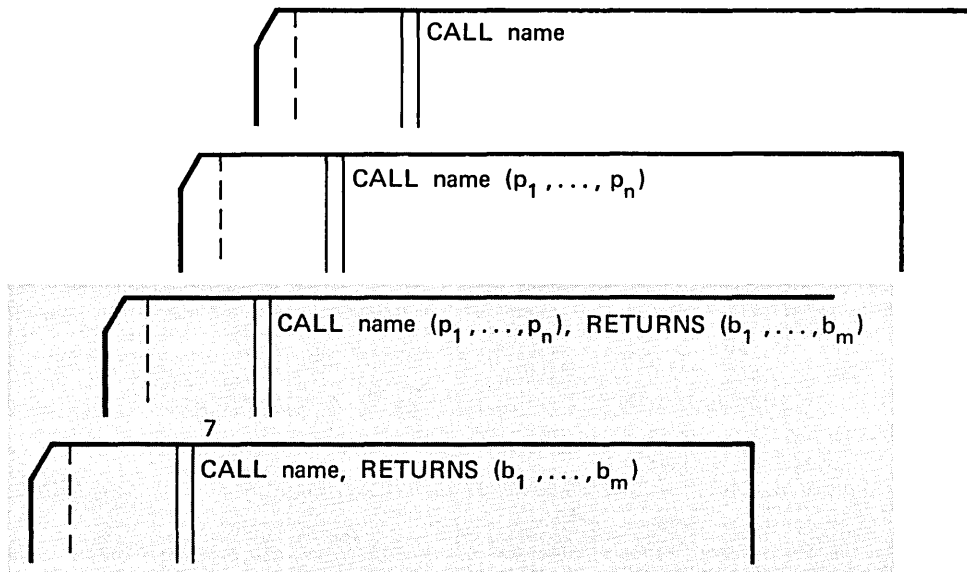 CALL name
CALL name (p₁,..., pₙ)
CALL name (p₁,...,pₙ), RETURNS (b₁,...,bₘ)
7
CALL name, RETURNS (b₁,...,bₘ)